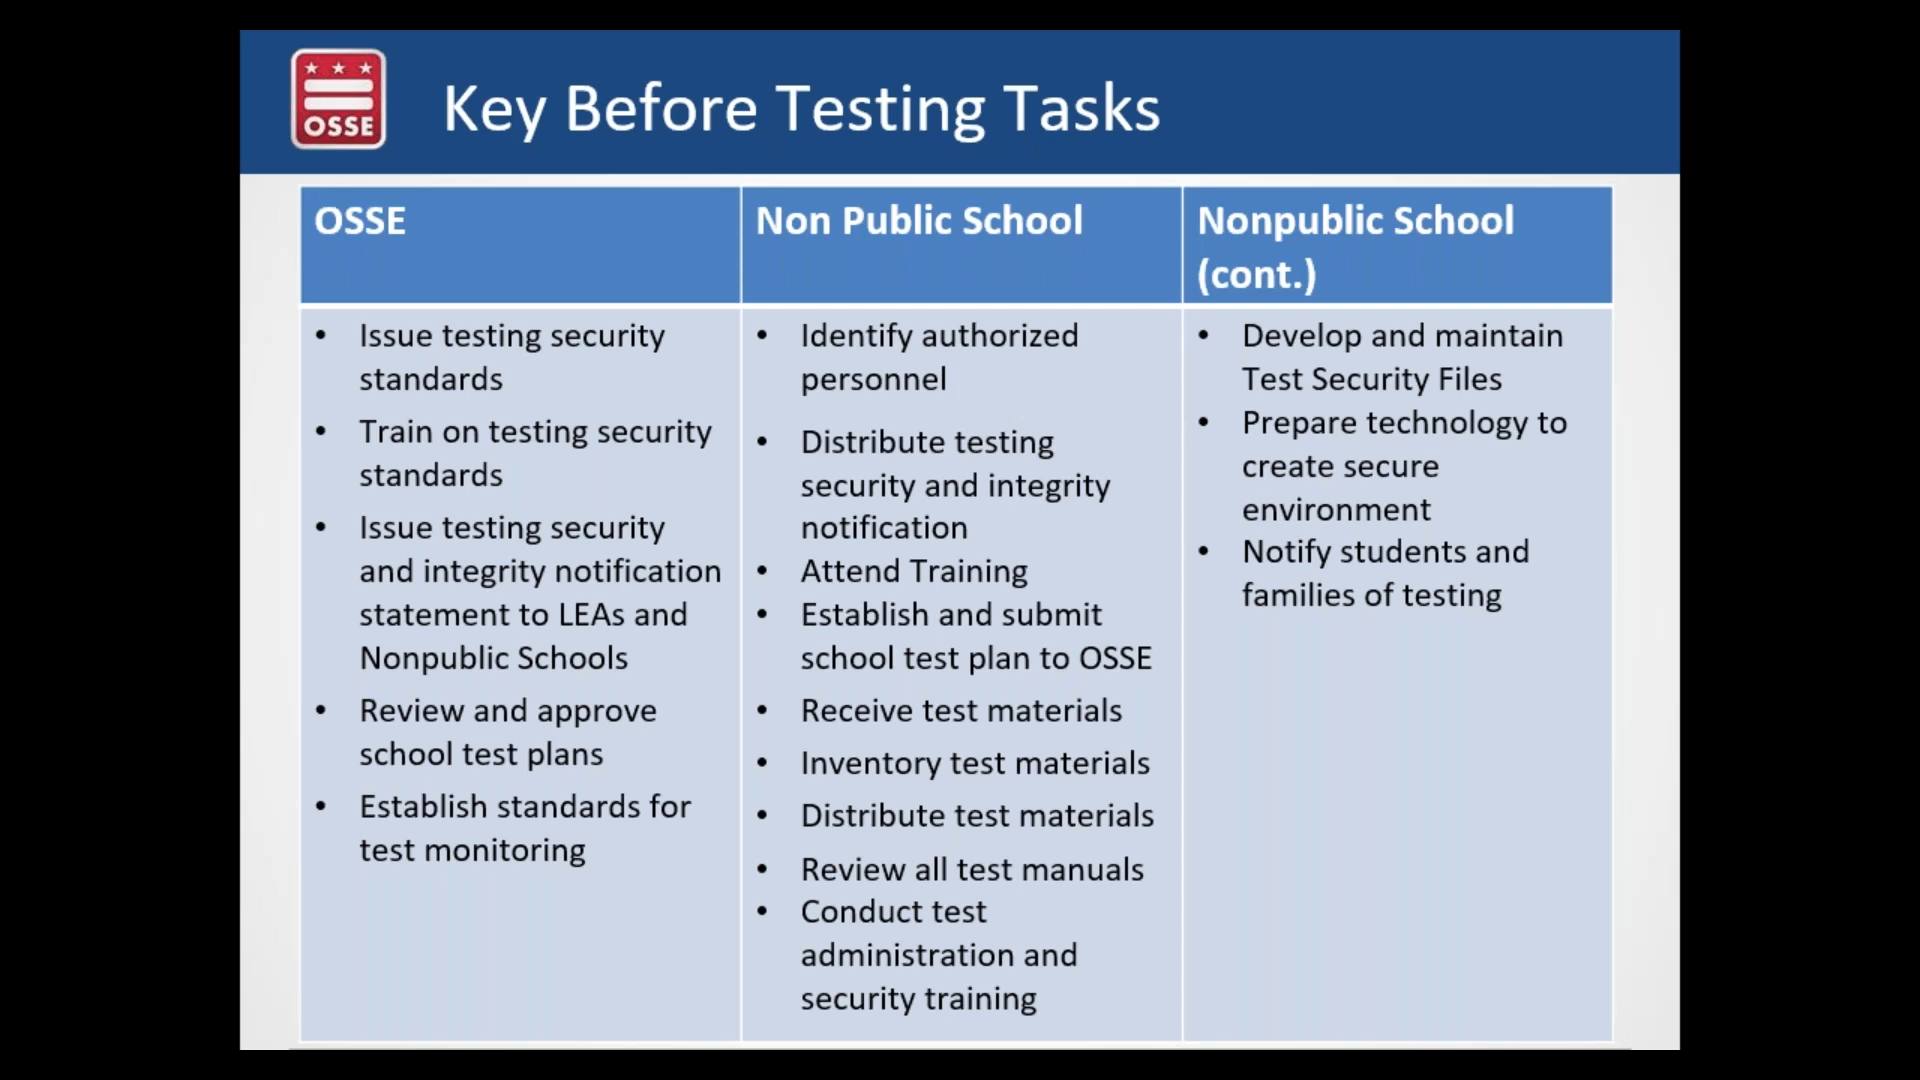 OSSE
Key Before Testing Tasks
OSSE
Non Public School
Nonpublic School
(cont.)
• Issue testing security
standards
• Train on testing security
standards
• Issue testing security
and integrity notification
statement to LEAs and
Nonpublic Schools
• Review and approve
school test plans
• Establish standards for
test monitoring
• Identify authorized
personnel
• Distribute testing
security and integrity
notification
• Attend Training
• Establish and submit
school test plan to OSSE
• Receive test materials
• Inventory test materials
• Distribute test materials
• Review all test manuals
• Conduct test
administration and
security training
• Develop and maintain
Test Security Files
• Prepare technology to
create secure
environment
• Notify students and
families of testing